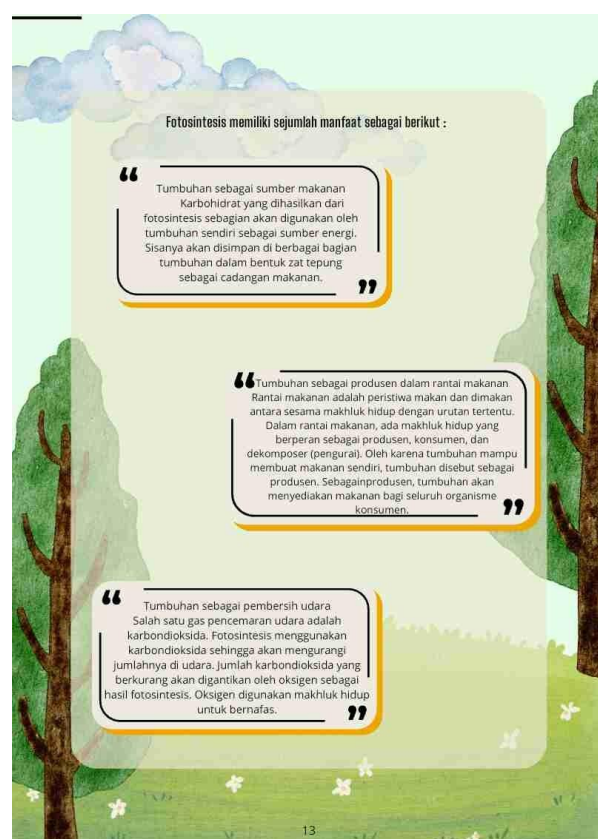 Fotosintesis memiliki sejumlah manfaat sebagai berikut :
Tumbuhan sebagai sumber makanan
Karbohidrat yang dihasilkan dari
fotosintesis sebagian akan digunakan oleh
tumbuhan sendiri sebagai sumber energi.
Sisanya akan disimpan di berbagai bagian
tumbuhan dalam bentuk zat tepung
sebagai cadangan makanan.
Tumbuhan sebagai produsen dalam rantai makanan
Rantai makanan adalah peristiwa makan dan dimakan
antara sesama makhluk hidup dengan urutan tertentu.
Dalam rantai makanan, ada makhluk hidup yang
berperan sebagai produsen, konsumen, dan
dekomposer (pengurai). Oleh karena tumbuhan mampu
membuat makanan sendiri, tumbuhan disebut sebagai
produsen. Sebagainprodusen, tumbuhan akan
menyediakan makanan bagi seluruh organisme
konsumen.
Tumbuhan sebagai pembersih udara
Salah satu gas pencemaran udara adalah
karbondioksida. Fotosintesis menggunakan
karbondioksida sehingga akan mengurangi
jumlahnya di udara. Jumlah karbondioksida yang
berkurang akan digantikan oleh oksigen sebagai
hasil fotosintesis. Oksigen digunakan makhluk hidup
untuk bernafas.
13